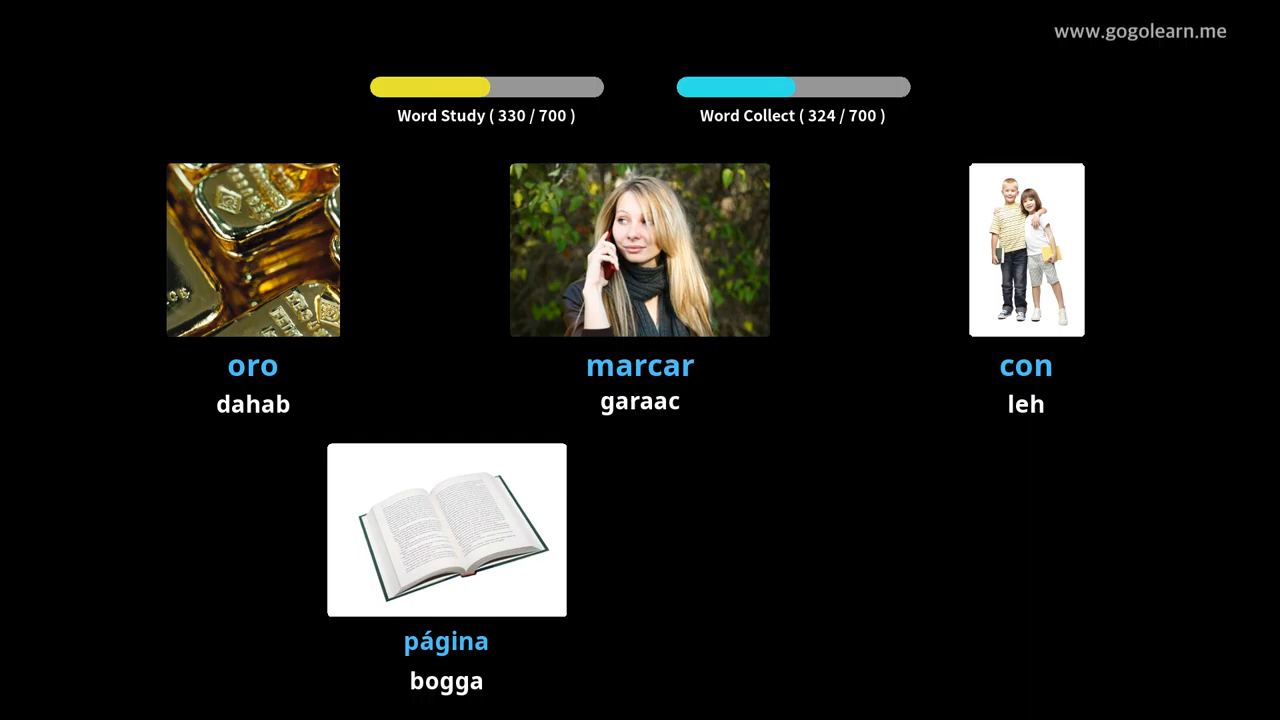 www.gogolearn.me
Word Study ( 330 / 700 )
Word Collect ( 324 / 700 )
oro
marcar
con
dahab
garaac
leh
página
bogga